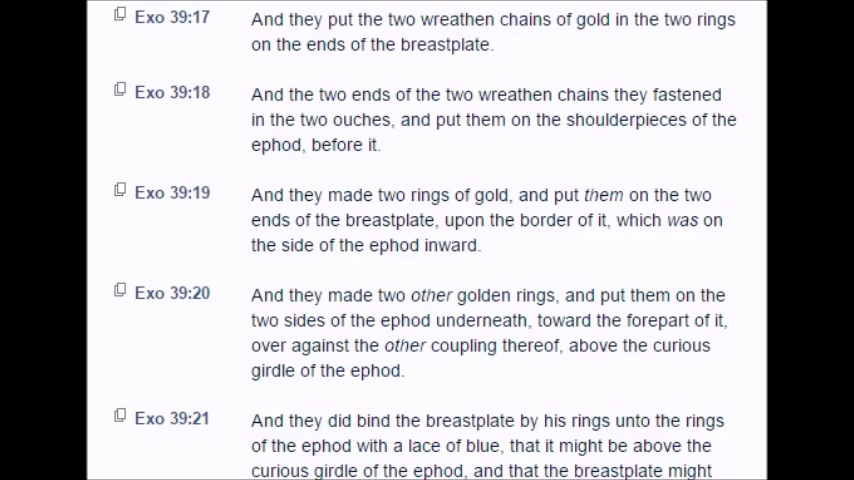 Exo 39:17 And they put the two wreathen chains of gold in the two rings
on the ends of the breastplate.
Exo 39:18 And the two ends of the two wreathen chains they fastened
in the two ouches, and put them on the shoulderpieces of the
ephod, before it.
Exo 39:19 And they made two rings of gold, and put them on the two
ends of the breastplate, upon the border of it, which was on
the side of the ephod inward.
Exo 39:20 And they made two other golden rings, and put them on the
two sides of the ephod underneath, toward the forepart of it,
over against the other coupling thereof, above the curious
girdle of the ephod.
Exo 39:21 And they did bind the breastplate by his rings unto the rings
of the ephod with a lace of blue, that it might be above the
curious girdle of the ephod, and that the breastplate might